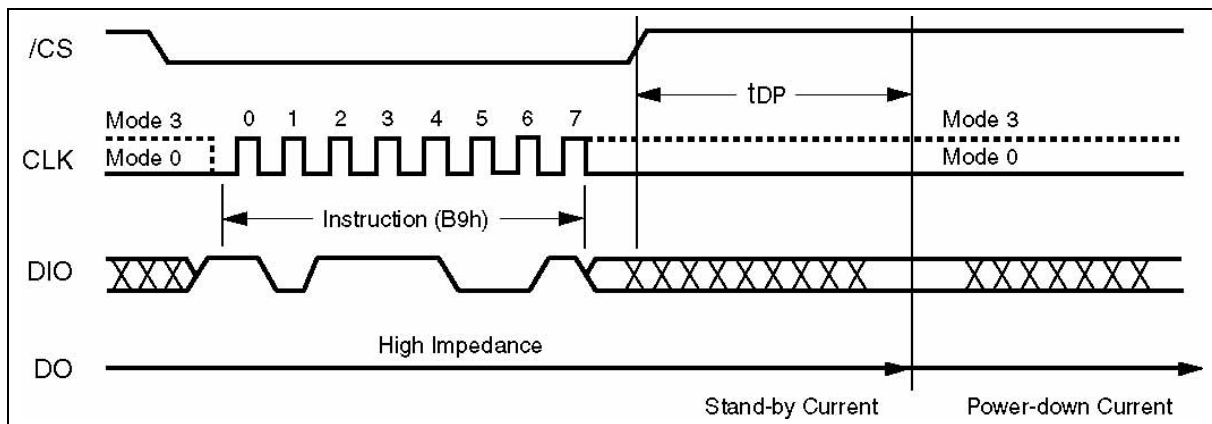 /CS
tDP
Mode 3 0 1 2 3 4 5 6 7 Mode 3
CLK Mode 0 Mode 0
Instruction (B9h)
DIO
High Impedance
DO
Stand-by Current Power-down Current